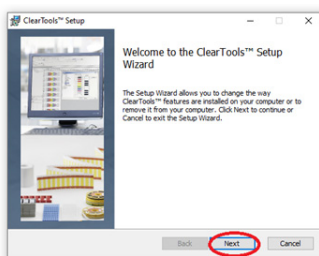 ClearTools™ Setup
Welcome to the ClearTools™ Setup
Wizard
The Setup Wizard allows you to change the way
ClearTools™ features are installed on your computer or to
remove it from your computer. Click Next to continue or
Cancel to exit the Setup Wizard.
Back Next Cancel